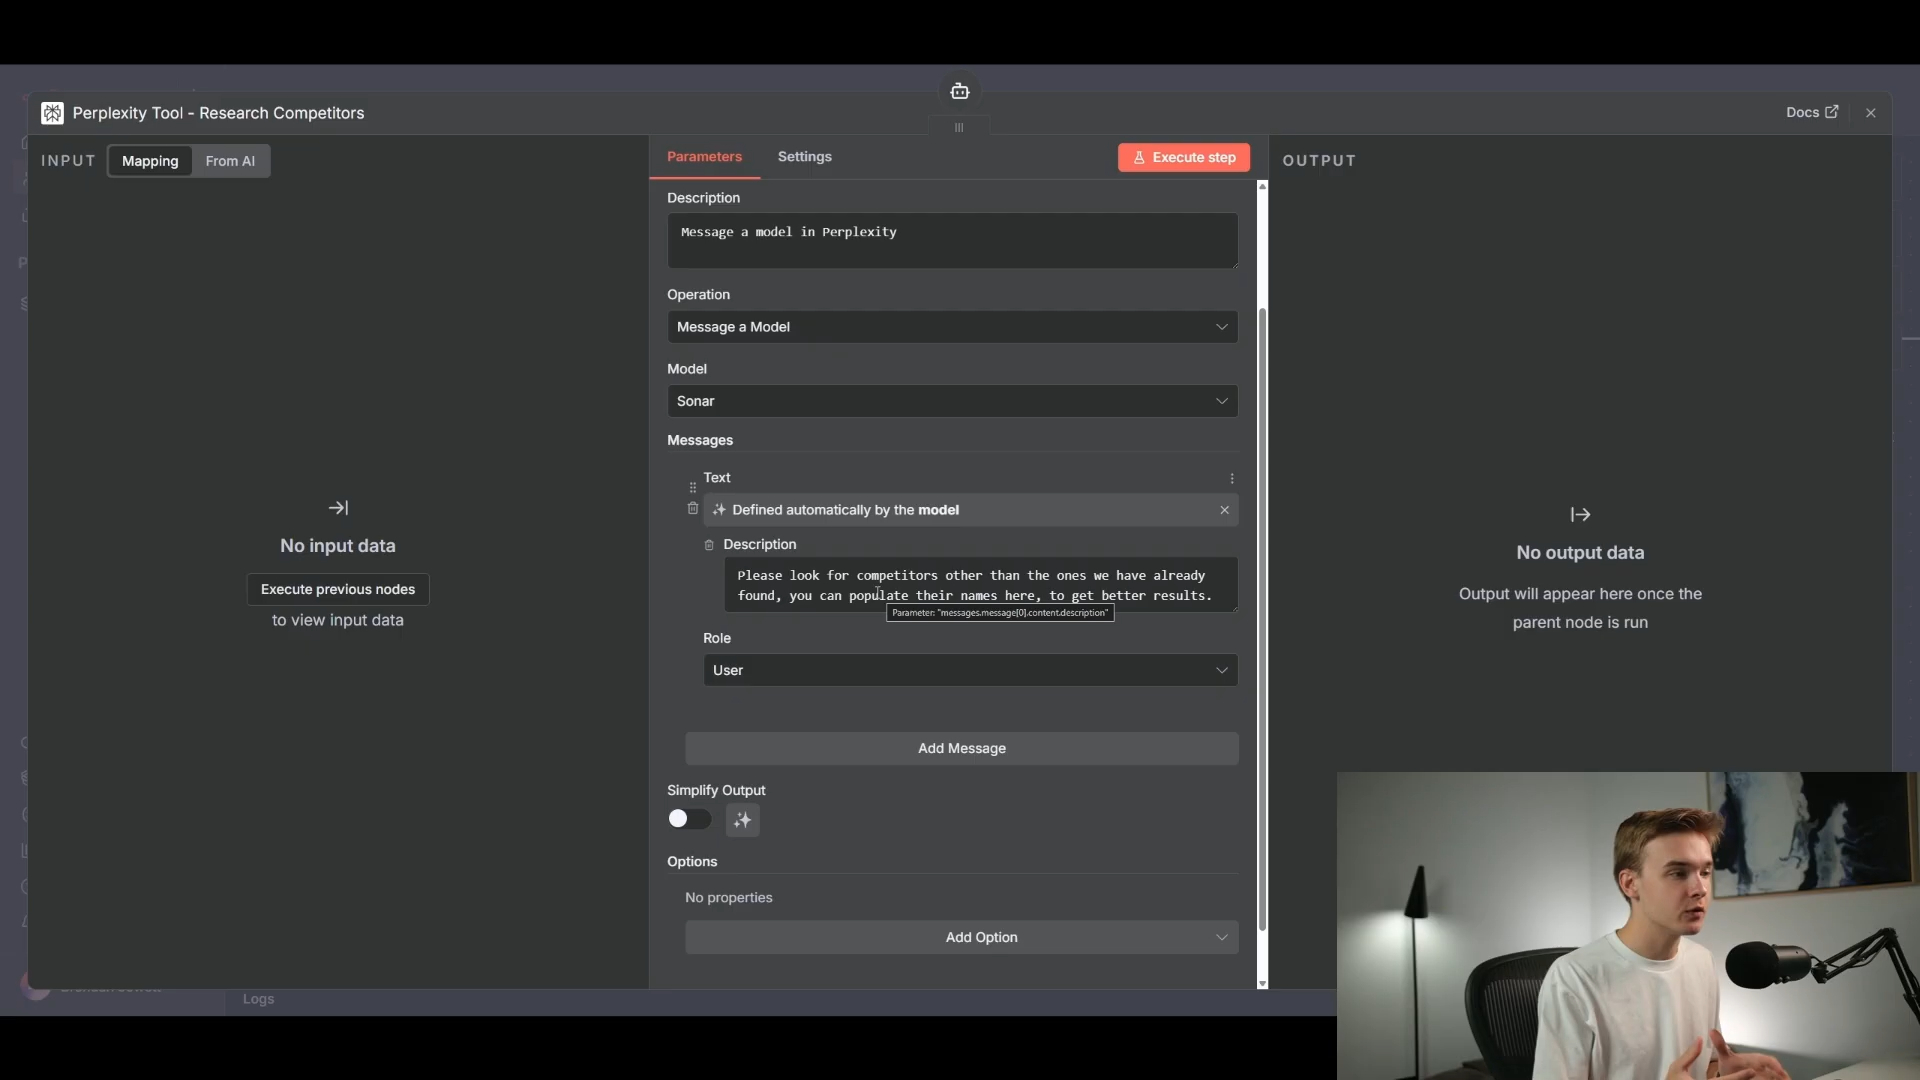 Perplexity Tool - Research Competitors
Docs
INPUT
Mapping
From AI
Parameters
Settings
Execute step
OUTPUT
Description
Message a model in Perplexity
Operation
Message a Model
Model
Sonar
Messages
Text
Defined automatically by the model
Description
Please look for competitors other than the ones we have already
found, you can populate their names here, to get better results.
Parameter: "messages.message[0].content.description"
Role
User
Add Message
Simplify Output
Options
No properties
Add Option
No input data
Execute previous nodes
to view input data
No output data
Output will appear here once the
parent node is run
Logs